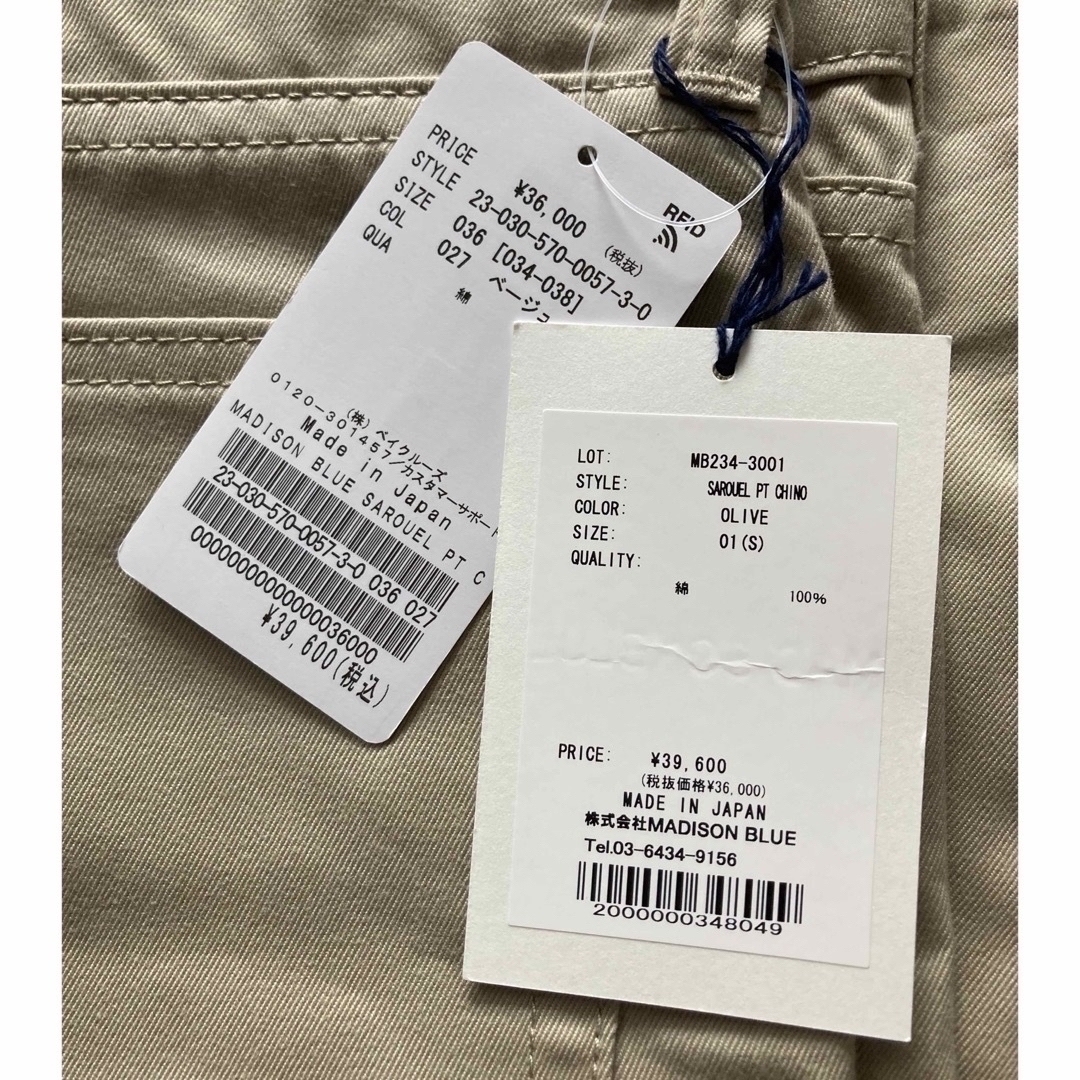 PRICE ¥36,000 (税抜)
STYLE 23-030-570-0057-3-0
SIZE 036 [034-038]
COL 027 ベージュ
QUA 綿
RFID
(株) ベイクルーズ
0120-301457/カスタマーサポート
Made in Japan
MADISON BLUE SAROUEL PT C
23-030-570-0057-3-0 036 027
0000000000000036000
¥39,600(税込)
LOT: MB234-3001
STYLE: SAROUEL PT CHINO
COLOR: OLIVE
SIZE: 01(S)
QUALITY:
綿 100%
PRICE: ¥39,600
(税抜価格¥36,000)
MADE IN JAPAN
株式会社MADISON BLUE
Tel.03-6434-9156
2000000348049